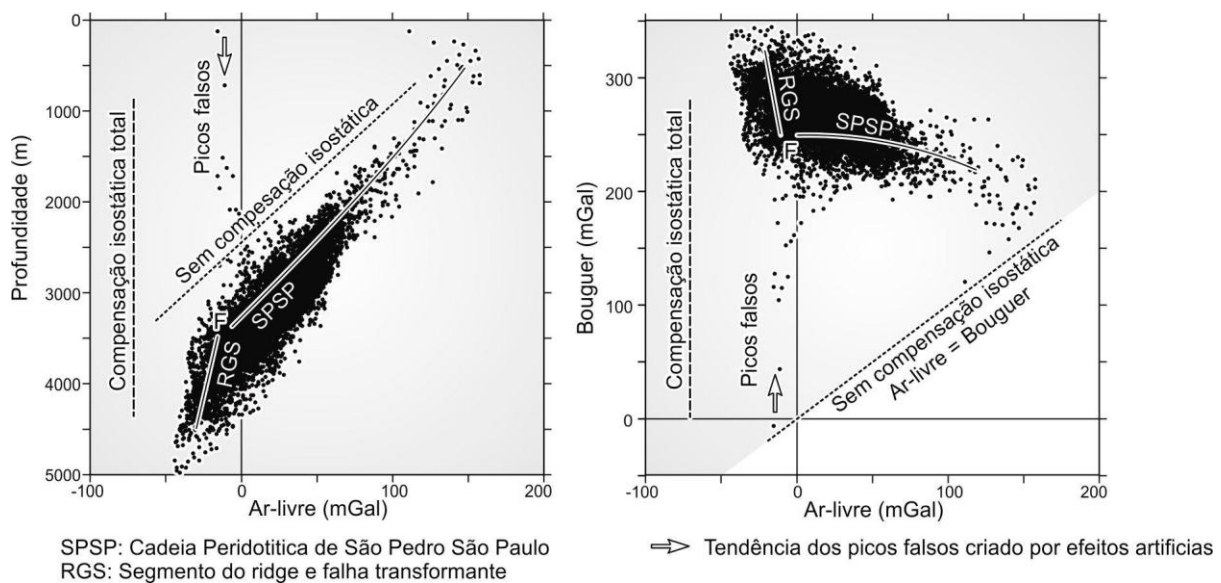 0
1000
2000
3000
4000
5000
Profundidade (m)
-100
0
100
200
Ar-livre (mGal)
Compensação isostática total
Picos falsos
Sem compesação isostática
F
SPSP
RGS
300
200
100
0
Bouguer (mGal)
-100
0
100
200
Ar-livre (mGal)
Compensação isostática total
Picos falsos
RGS
SPSP
F
Sem compensação isostática
Ar-livre = Bouguer
SPSP: Cadeia Peridotitica de São Pedro São Paulo
RGS: Segmento do ridge e falha transformante
Tendência dos picos falsos criado por efeitos artificias